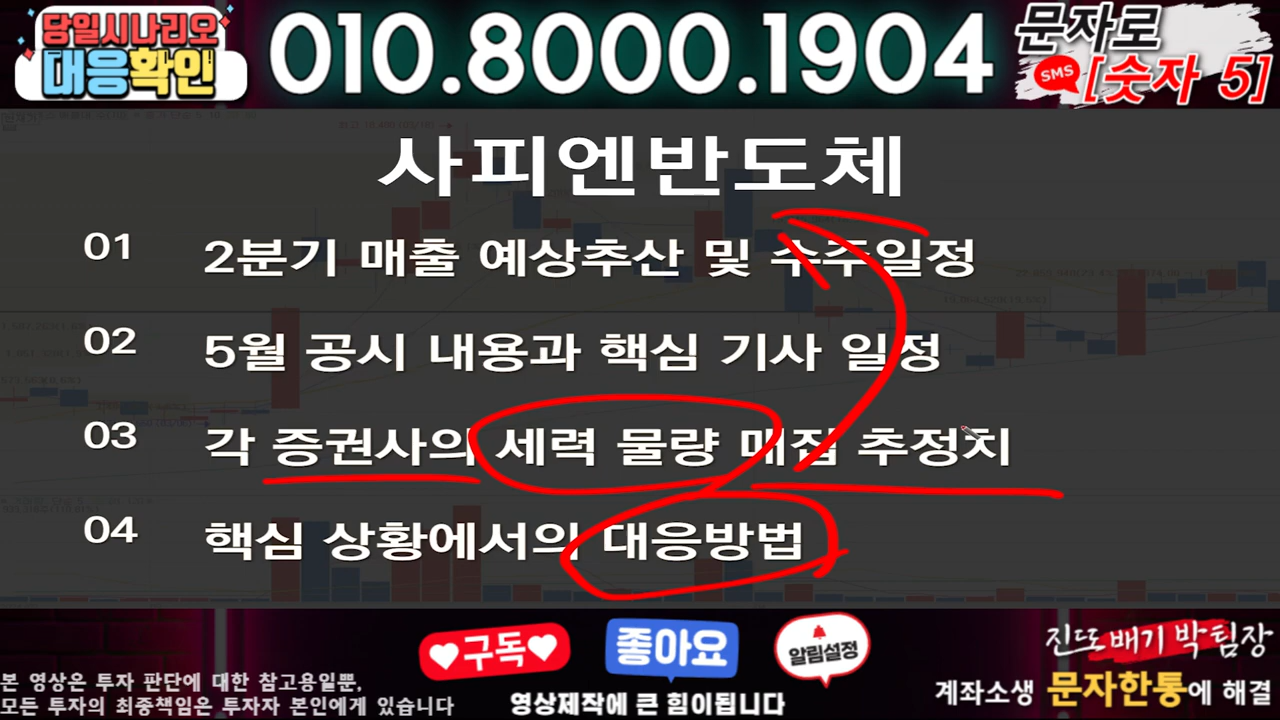 당일시나리오
대응확인
010.8000.1904
문자로
SMS [숫자 5]
사피엔반도체
01 2분기 매출 예상추산 및 수주일정
02 5월 공시 내용과 핵심 기사 일정
03 각 증권사의 세력 물량 매집 추정치
04 핵심 상황에서의 대응방법
구독
좋아요
알림설정
영상제작에 큰 힘이됩니다
본 영상은 투자 판단에 대한 참고용일뿐,
모든 투자의 최종책임은 투자자 본인에게 있습니다
진또배기 박팀장
계좌소생 문자한통에 해결